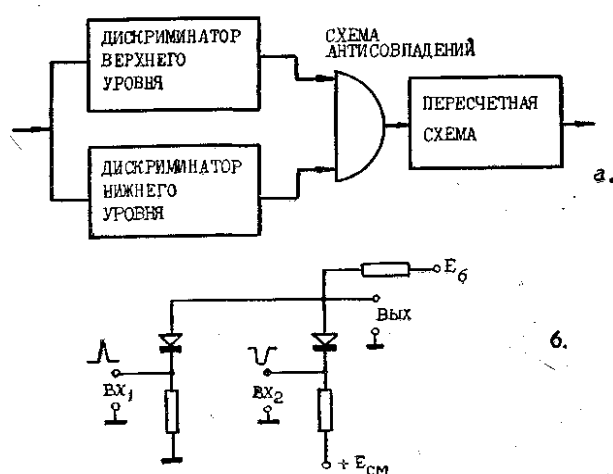 ДИСКРИМИНАТОР
ВЕРХНЕГО
УРОВНЯ
СХЕМА
АНТИСОВПАДЕНИЙ
ПЕРЕСЧЕТНАЯ
СХЕМА
ДИСКРИМИНАТОР
НИЖНЕГО
УРОВНЯ
а.
Eб
ВЫХ
ВХ1
ВХ2
б.
+ Eсм